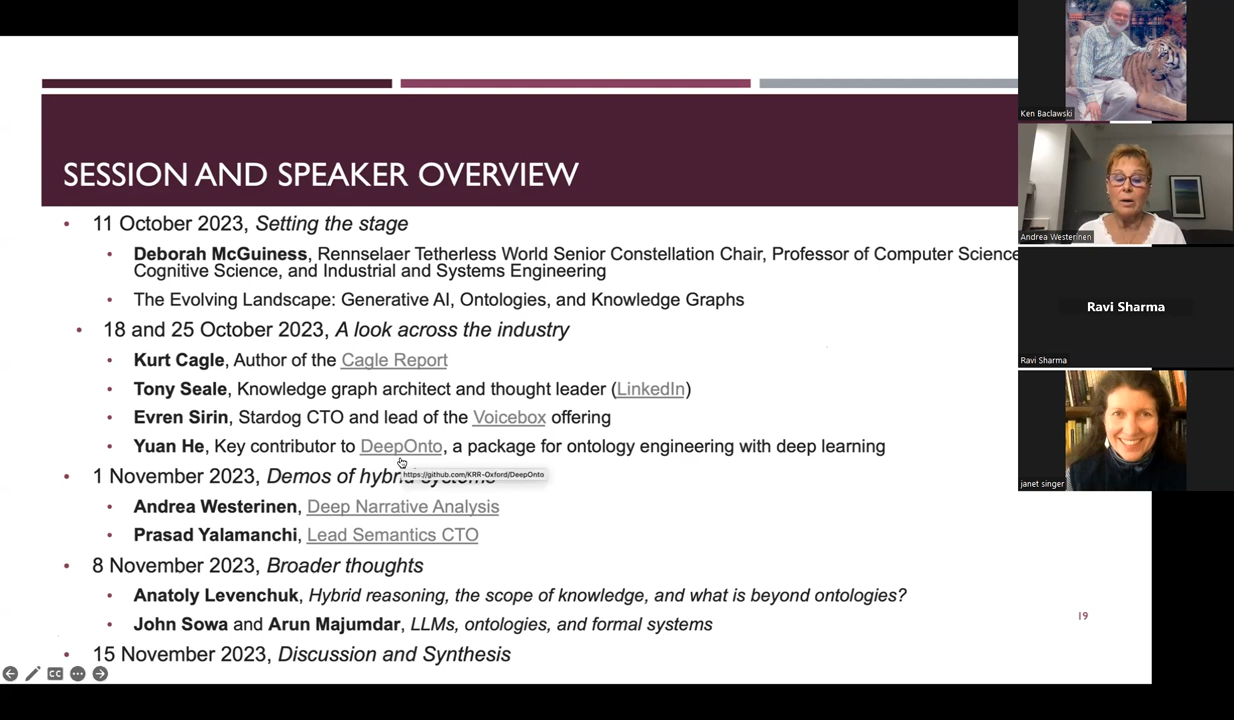 SESSION AND SPEAKER OVERVIEW
• 11 October 2023, Setting the stage
• Deborah McGuiness, Rennselaer Tetherless World Senior Constellation Chair, Professor of Computer Science
Cognitive Science, and Industrial and Systems Engineering
• The Evolving Landscape: Generative AI, Ontologies, and Knowledge Graphs
• 18 and 25 October 2023, A look across the industry
• Kurt Cagle, Author of the Cagle Report
• Tony Seale, Knowledge graph architect and thought leader (LinkedIn)
• Evren Sirin, Stardog CTO and lead of the Voicebox offering
• Yuan He, Key contributor to DeepOnto, a package for ontology engineering with deep learning
https://github.com/KRR-Oxford/DeepOnto
• 1 November 2023, Demos of hybrid systems
• Andrea Westerinen, Deep Narrative Analysis
• Prasad Yalamanchi, Lead Semantics CTO
• 8 November 2023, Broader thoughts
• Anatoly Levenchuk, Hybrid reasoning, the scope of knowledge, and what is beyond ontologies?
• John Sowa and Arun Majumdar, LLMs, ontologies, and formal systems
• 15 November 2023, Discussion and Synthesis
19
CC
Ken Baclawski
Andrea Westerinen
Ravi Sharma
Ravi Sharma
janet singer